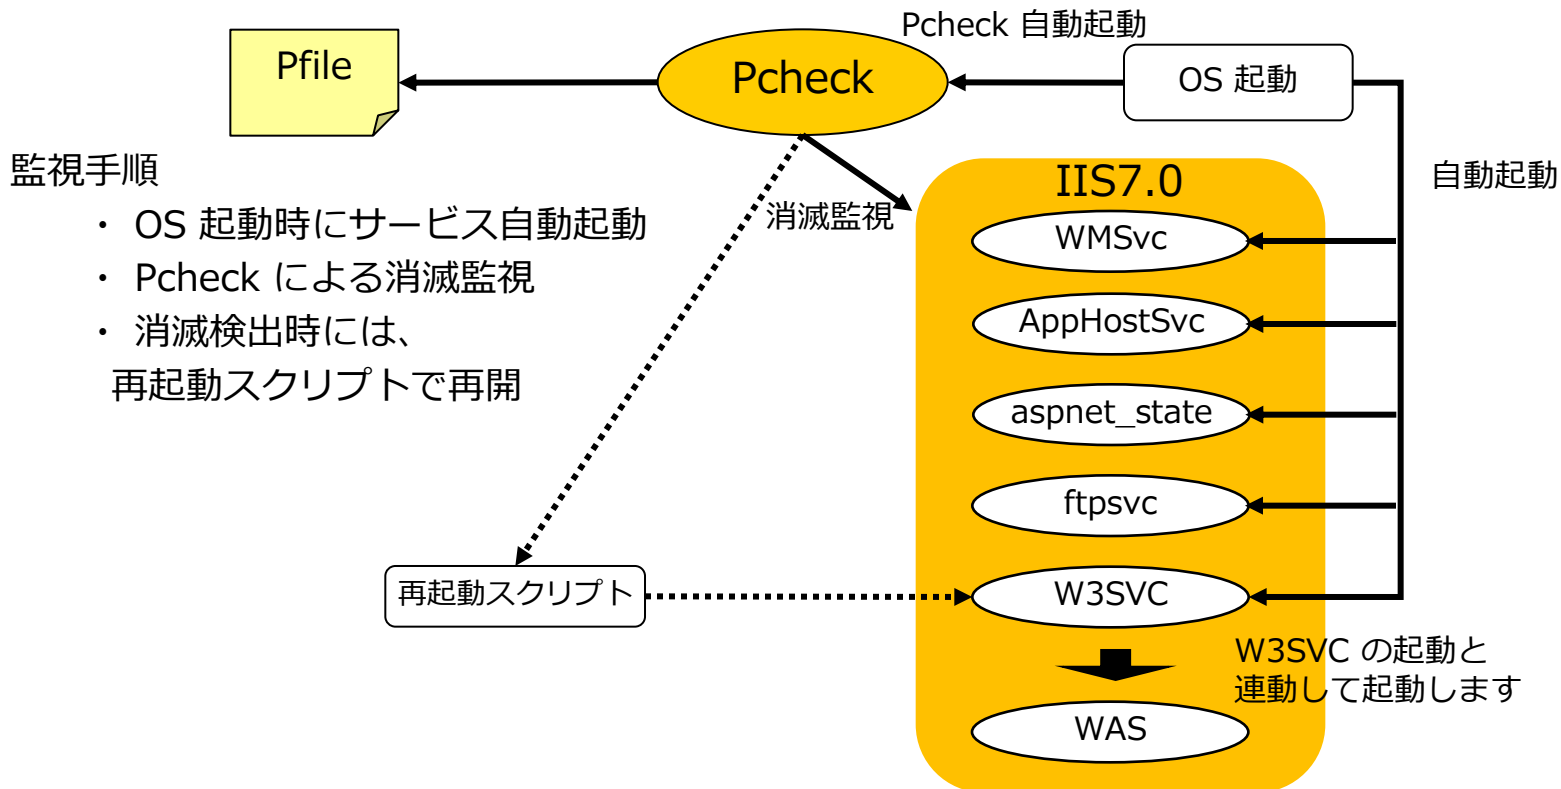 Pcheck 自動起動
Pfile
Pcheck
OS 起動
監視手順
・ OS 起動時にサービス自動起動
・ Pcheck による消滅監視
・ 消滅検出時には、
再起動スクリプトで再開
消滅監視
IIS7.0
自動起動
WMSvc
AppHostSvc
aspnet_state
ftpsvc
再起動スクリプト
W3SVC
W3SVC の起動と
連動して起動します
WAS